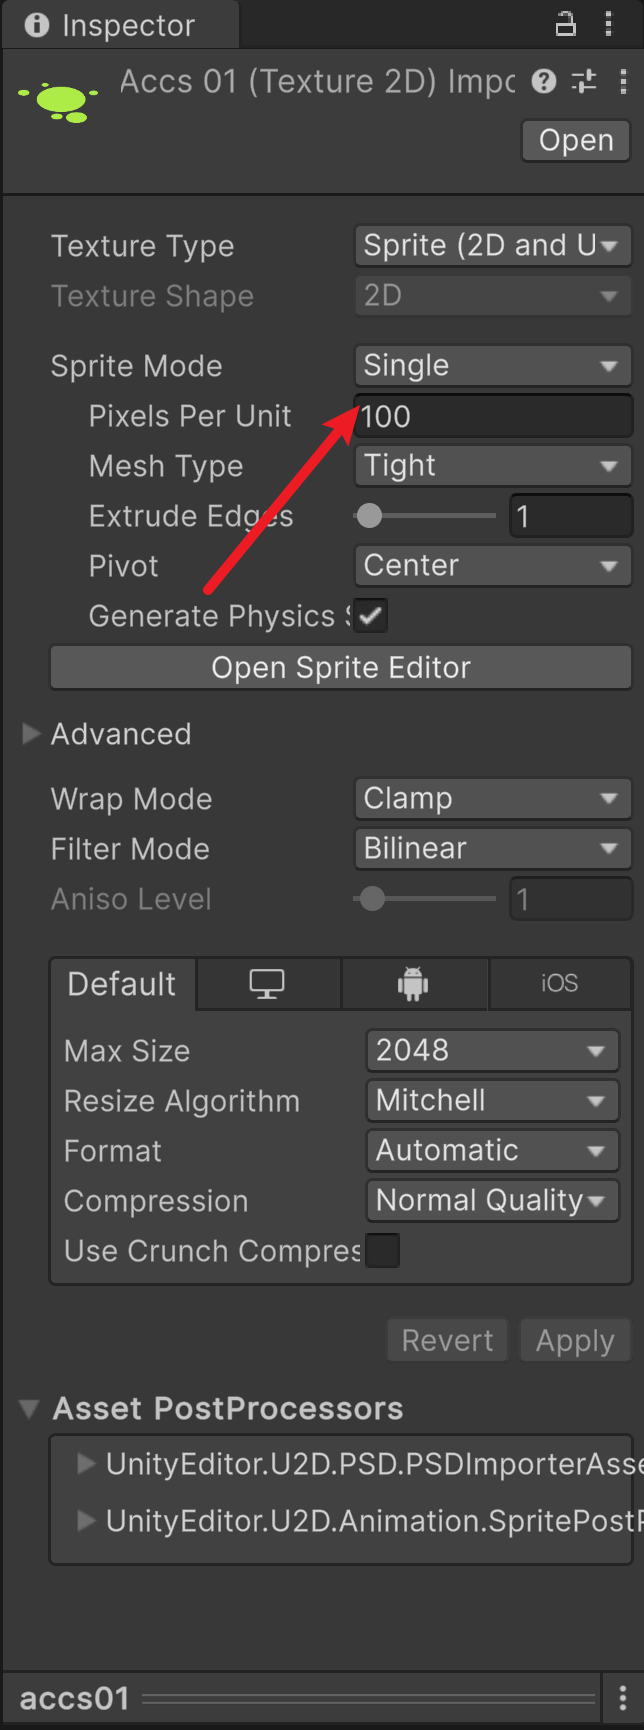 Inspector
Accs 01 (Texture 2D) Impo
Open
Texture Type Sprite (2D and U
Texture Shape 2D
Sprite Mode Single
Pixels Per Unit 100
Mesh Type Tight
Extrude Edges 1
Pivot Center
Generate Physics S
Open Sprite Editor
Advanced
Wrap Mode Clamp
Filter Mode Bilinear
Aniso Level 1
Default iOS
Max Size 2048
Resize Algorithm Mitchell
Format Automatic
Compression Normal Quality
Use Crunch Compres
Revert Apply
Asset PostProcessors
UnityEditor.U2D.PSD.PSDImporterAsse
UnityEditor.U2D.Animation.SpritePostP
accs01